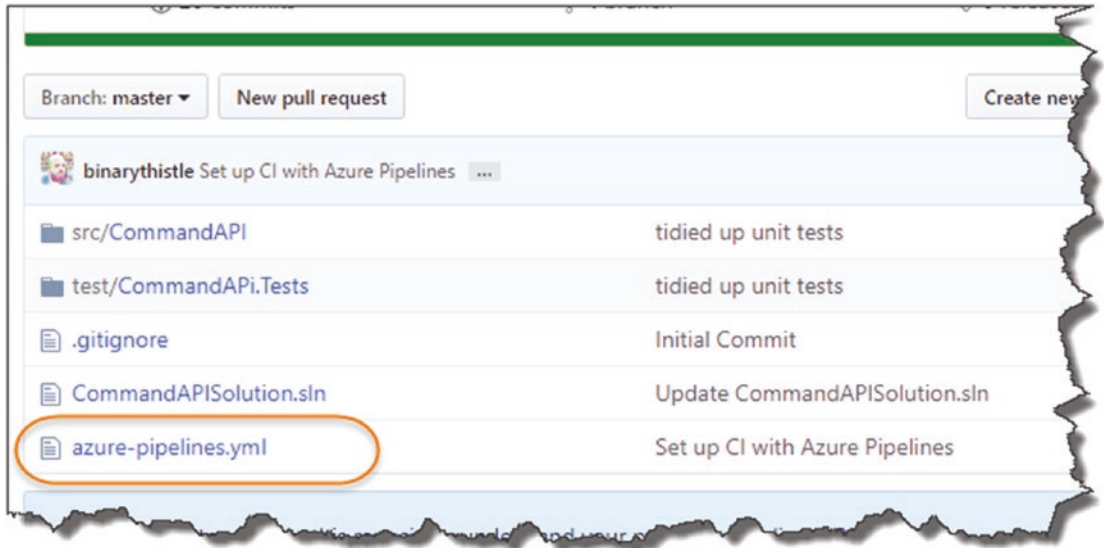 Branch: master
New pull request
Create new
binarythistle Set up CI with Azure Pipelines ...
src/CommandAPI tidied up unit tests
test/CommandAPi.Tests tidied up unit tests
.gitignore Initial Commit
CommandAPISolution.sln Update CommandAPISolution.sln
azure-pipelines.yml Set up CI with Azure Pipelines